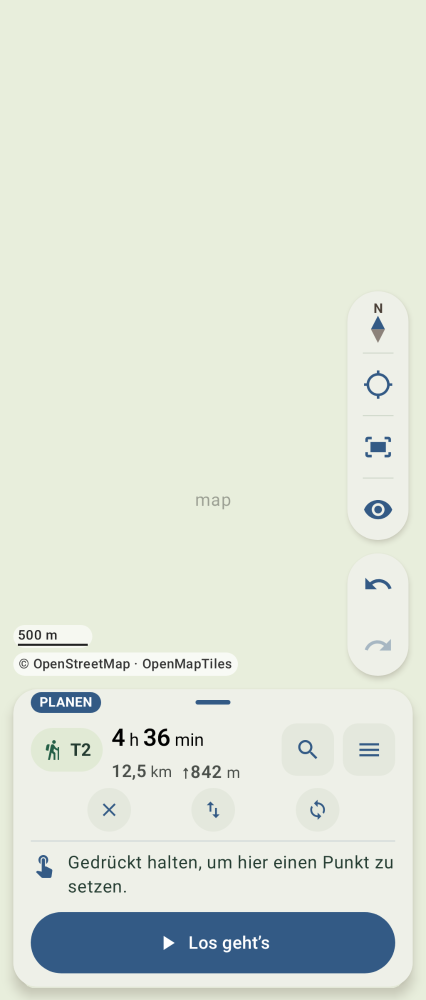 N
map
500 m
© OpenStreetMap · OpenMapTiles
PLANEN
T2
4 h 36 min
12,5 km ↑842 m
Gedrückt halten, um hier einen Punkt zu
setzen.
Los geht's